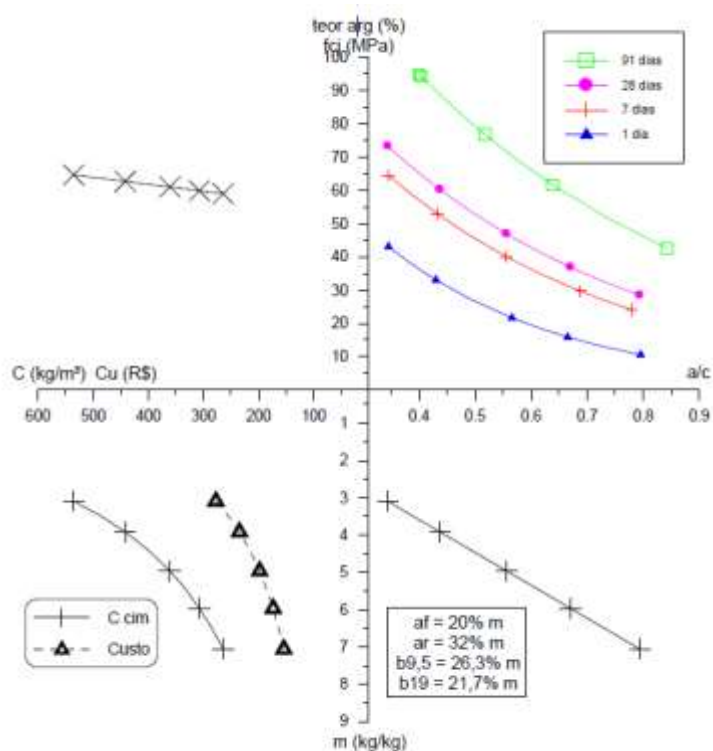 teor arg (%)
fcj (MPa)
100
90
80
70
60
50
40
30
20
10
91 dias
28 dias
7 dias
1 dia
C (kg/m³) Cu (R$)
a/c
600 500 400 300 200 100
0.4 0.5 0.6 0.7 0.8 0.9
1
2
3
4
5
6
7
8
9
C cim
Custo
af = 20% m
ar = 32% m
b9,5 = 26,3% m
b19 = 21,7% m
m (kg/kg)